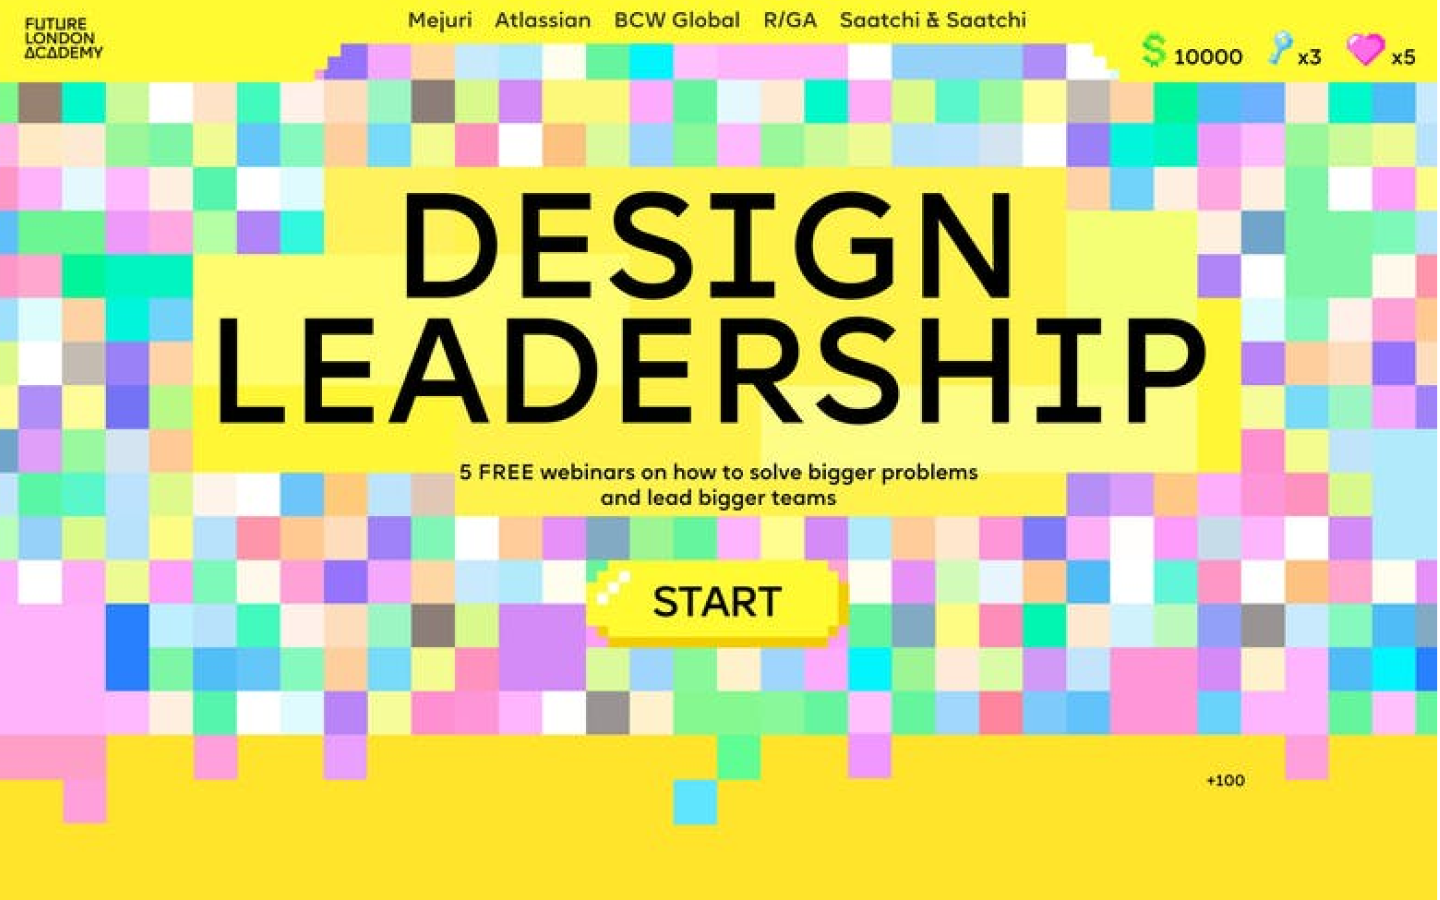 FUTURE
LONDON
ACADEMY
Mejuri Atlassian BCW Global R/GA Saatchi & Saatchi
$ 10000 x3 x5
DESIGN
LEADERSHIP
5 FREE webinars on how to solve bigger problems
and lead bigger teams
START
+100